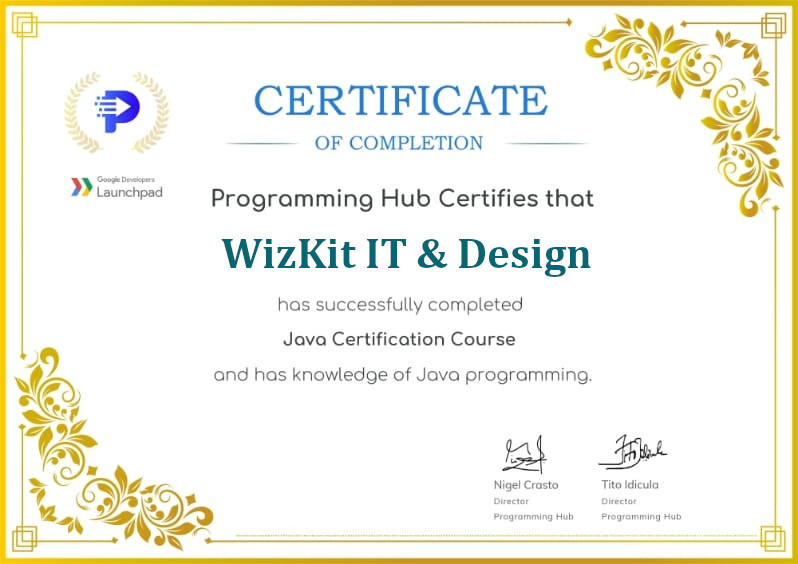 CERTIFICATE
OF COMPLETION
Google Developers
Launchpad
Programming Hub Certifies that
WizKit IT & Design
has successfully completed
Java Certification Course
and has knowledge of Java programming.
Nigel Crasto
Director
Programming Hub
Tito Idicula
Director
Programming Hub